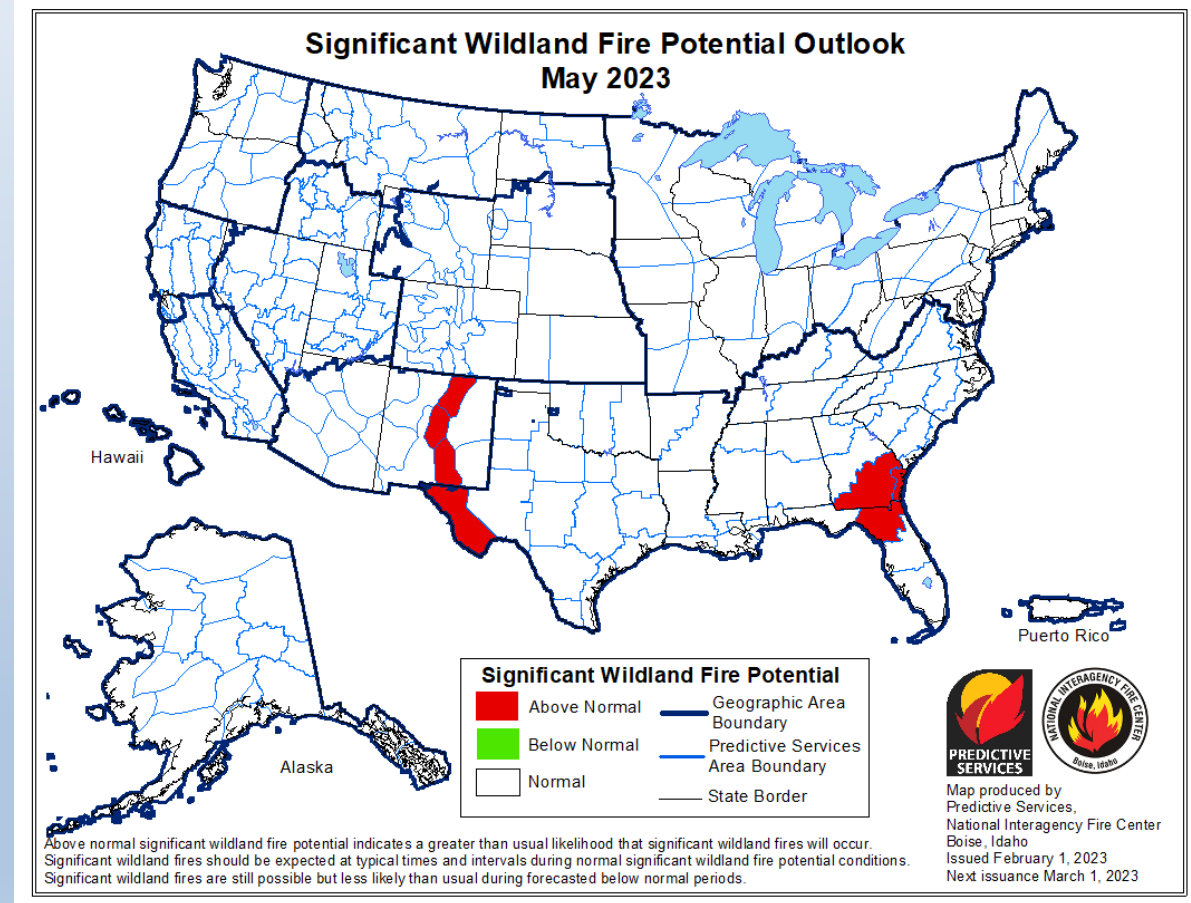 Significant Wildland Fire Potential Outlook
May 2023
Hawaii
Puerto Rico
Alaska
Significant Wildland Fire Potential
Above Normal
Below Normal
Normal
Geographic Area
Boundary
Predictive Services
Area Boundary
State Border
PREDICTIVE
SERVICES
NATIONAL INTERAGENCY FIRE CENTER
Boise, Idaho
Map produced by
Predictive Services,
National Interagency Fire Center
Boise, Idaho
Issued February 1, 2023
Next issuance March 1, 2023
Above normal significant wildland fire potential indicates a greater than usual likelihood that significant wildland fires will occur.
Significant wildland fires should be expected at typical times and intervals during normal significant wildland fire potential conditions.
Significant wildland fires are still possible but less likely than usual during forecasted below normal periods.